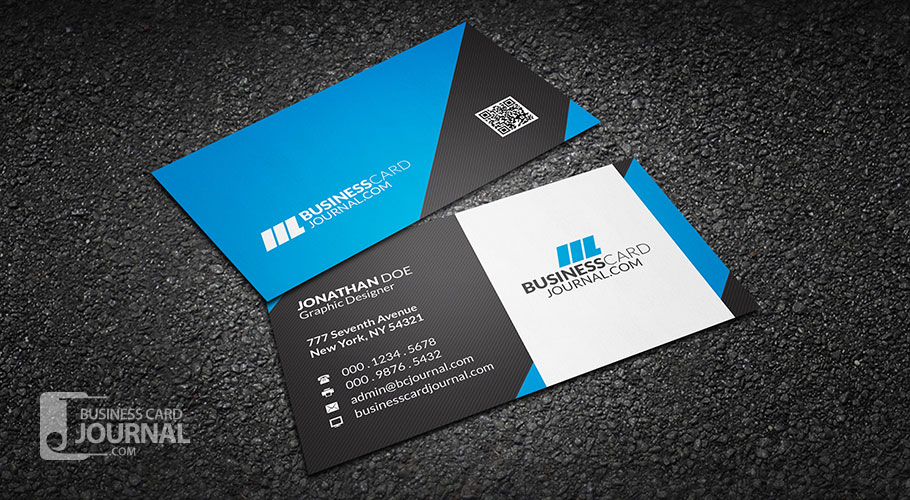 BUSINESSCARD
JOURNAL.COM
JONATHAN DOE
Graphic Designer
777 Seventh Avenue
New York, NY 54321
000 . 1234 . 5678
000 . 9876 . 5432
admin@bcjournal.com
businesscardjournal.com
BUSINESSCARD
JOURNAL.COM
BUSINESS CARD
JOURNAL
.COM